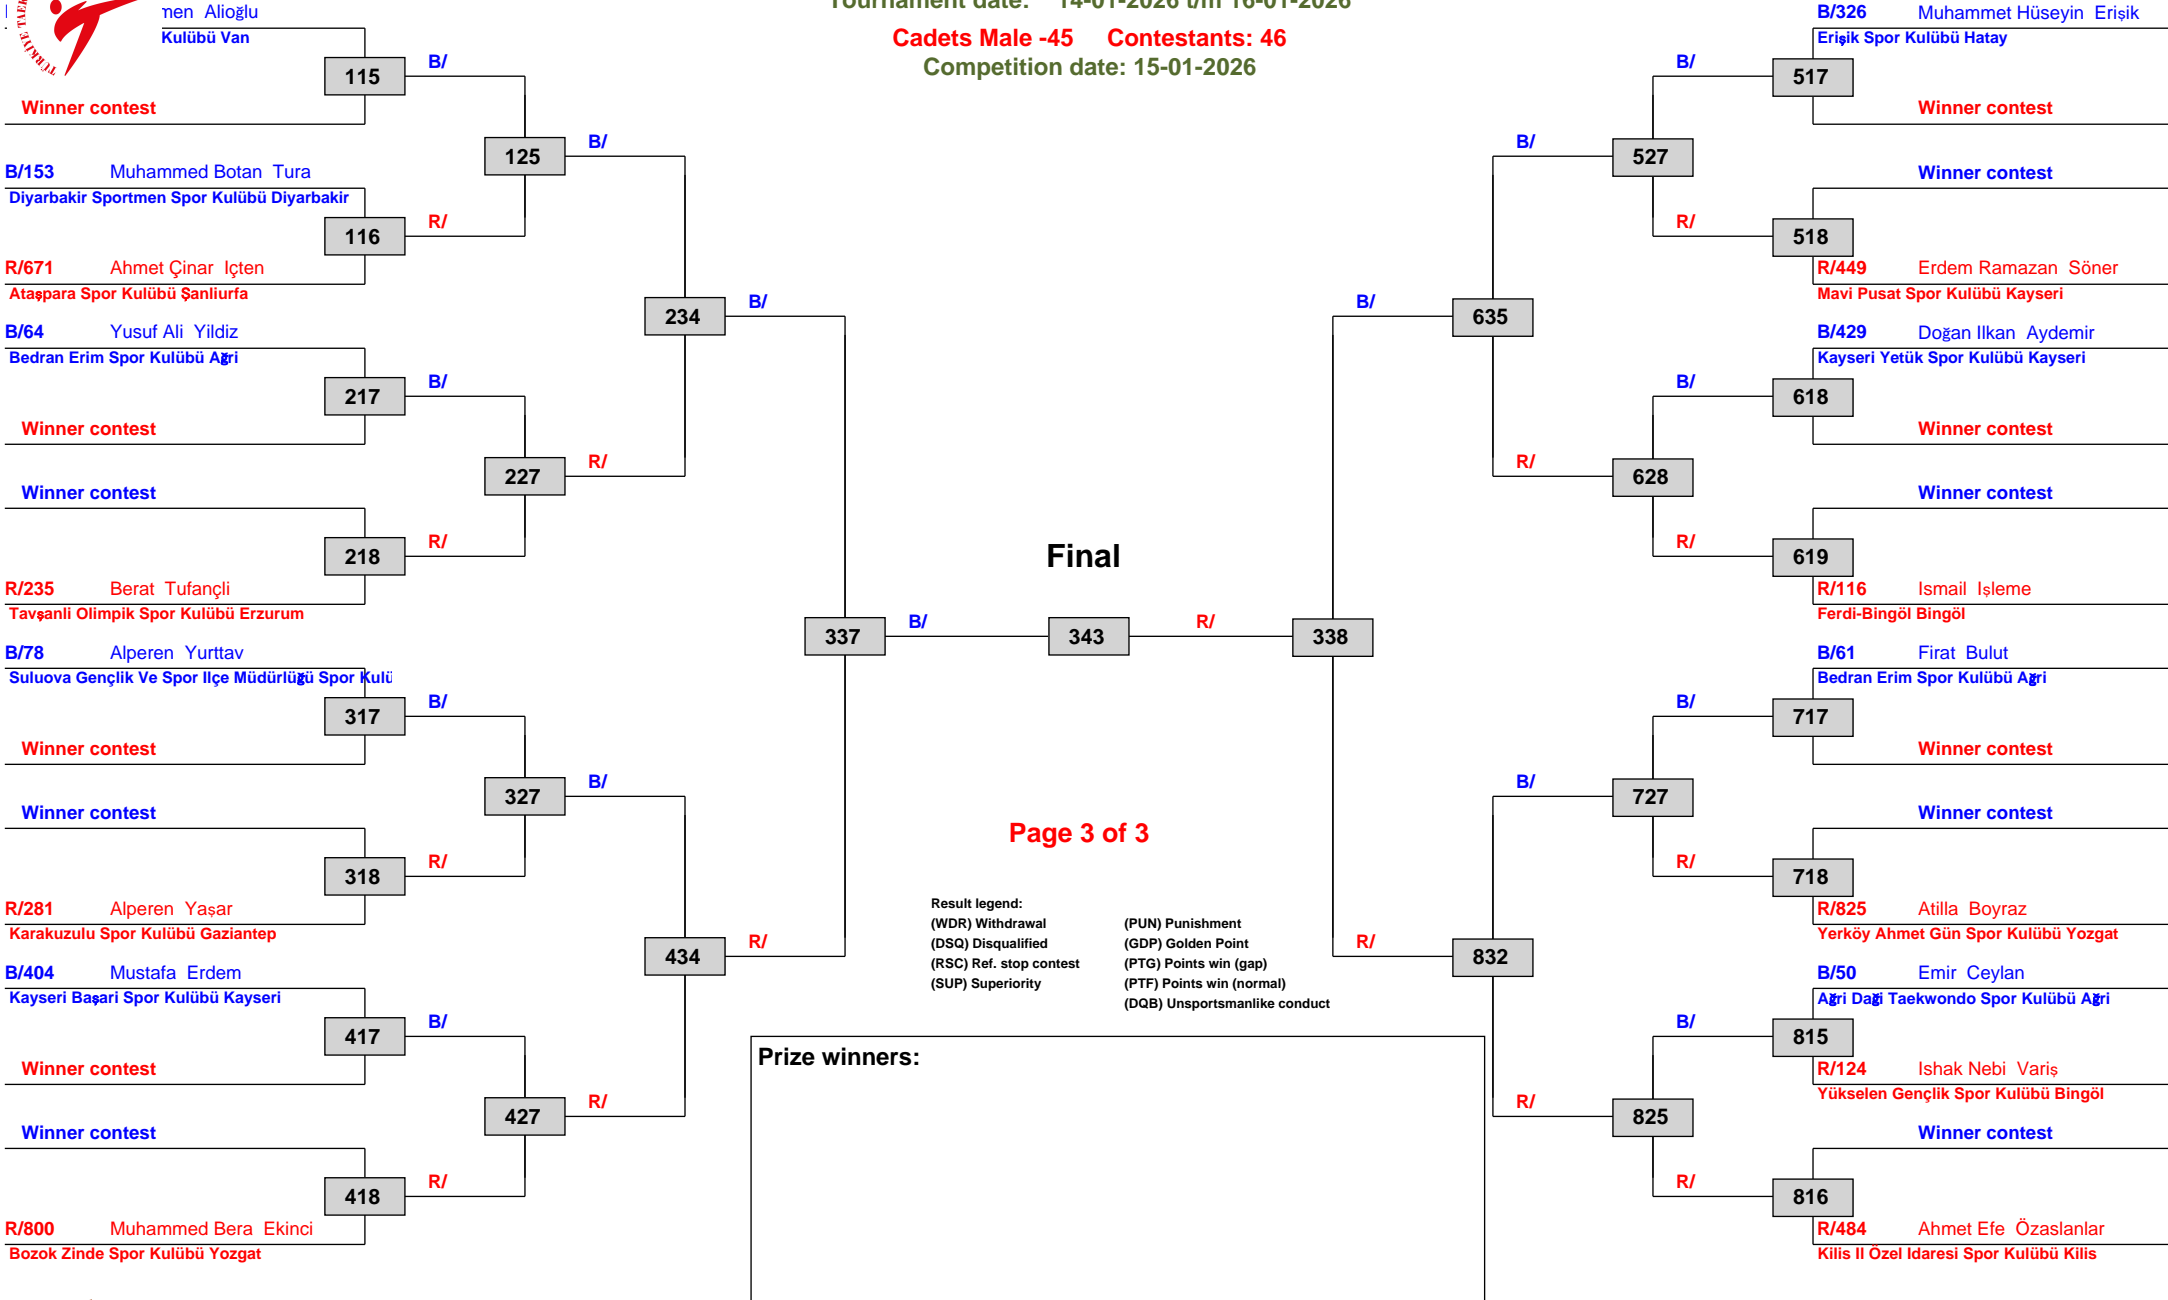 Tournament date: 14-01-2026 t/m 16-01-2026
Cadets Male -45 Contestants: 46
Competition date: 15-01-2026
TÜRKİYE
Alioğlu
Kulübü Van
115
B/
Winner contest
125
B/
B/153 Muhammed Botan Tura
Diyarbakir Sportmen Spor Kulübü Diyarbakir
116
R/
R/671 Ahmet Çinar Içten
Ataşpara Spor Kulübü Şanliurfa
234
B/
B/64 Yusuf Ali Yildiz
Bedran Erim Spor Kulübü Ağri
217
B/
Winner contest
227
R/
Winner contest
218
R/
R/235 Berat Tufançli
Tavşanli Olimpik Spor Kulübü Erzurum
337
B/
B/78 Alperen Yurttav
Suluova Gençlik Ve Spor Ilçe Müdürlüğü Spor Kulü
317
B/
Winner contest
327
B/
Winner contest
318
R/
R/281 Alperen Yaşar
Karakuzulu Spor Kulübü Gaziantep
434
R/
B/404 Mustafa Erdem
Kayseri Başari Spor Kulübü Kayseri
417
B/
Winner contest
427
R/
Winner contest
418
R/
R/800 Muhammed Bera Ekinci
Bozok Zinde Spor Kulübü Yozgat
Final
343
R/
338
Page 3 of 3
Result legend:
(WDR) Withdrawal (PUN) Punishment
(DSQ) Disqualified (GDP) Golden Point
(RSC) Ref. stop contest (PTG) Points win (gap)
(SUP) Superiority (PTF) Points win (normal)
(DQB) Unsportsmanlike conduct
Prize winners:
B/326 Muhammet Hüseyin Erişik
Erişik Spor Kulübü Hatay
B/
517
Winner contest
B/
527
Winner contest
R/
518
R/449 Erdem Ramazan Söner
Mavi Pusat Spor Kulübü Kayseri
B/
635
B/429 Doğan Ilkan Aydemir
Kayseri Yetük Spor Kulübü Kayseri
B/
618
Winner contest
R/
628
Winner contest
R/
619
R/116 Ismail Işleme
Ferdi-Bingöl Bingöl
B/61 Firat Bulut
Bedran Erim Spor Kulübü Ağri
B/
717
Winner contest
B/
727
Winner contest
R/
718
R/825 Atilla Boyraz
Yerköy Ahmet Gün Spor Kulübü Yozgat
R/
832
B/50 Emir Ceylan
Ağri Daği Taekwondo Spor Kulübü Ağri
B/
815
R/124 Ishak Nebi Variş
Yükselen Gençlik Spor Kulübü Bingöl
R/
825
Winner contest
R/
816
R/484 Ahmet Efe Özaslanlar
Kilis Il Özel Idaresi Spor Kulübü Kilis